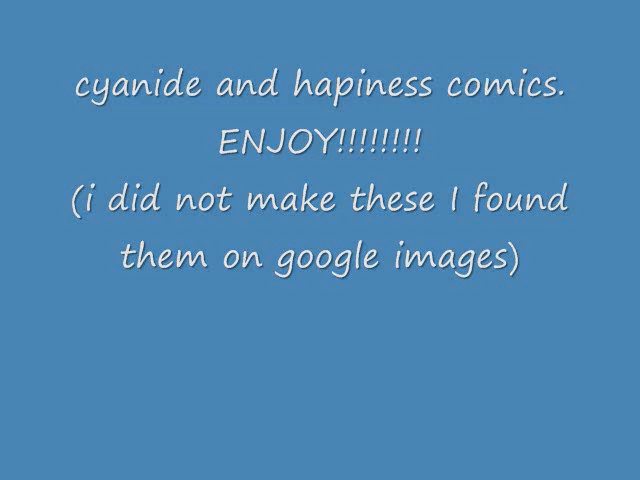 cyanide and hapiness comics.
ENJOY!!!!!!!!
(i did not make these I found
them on google images)